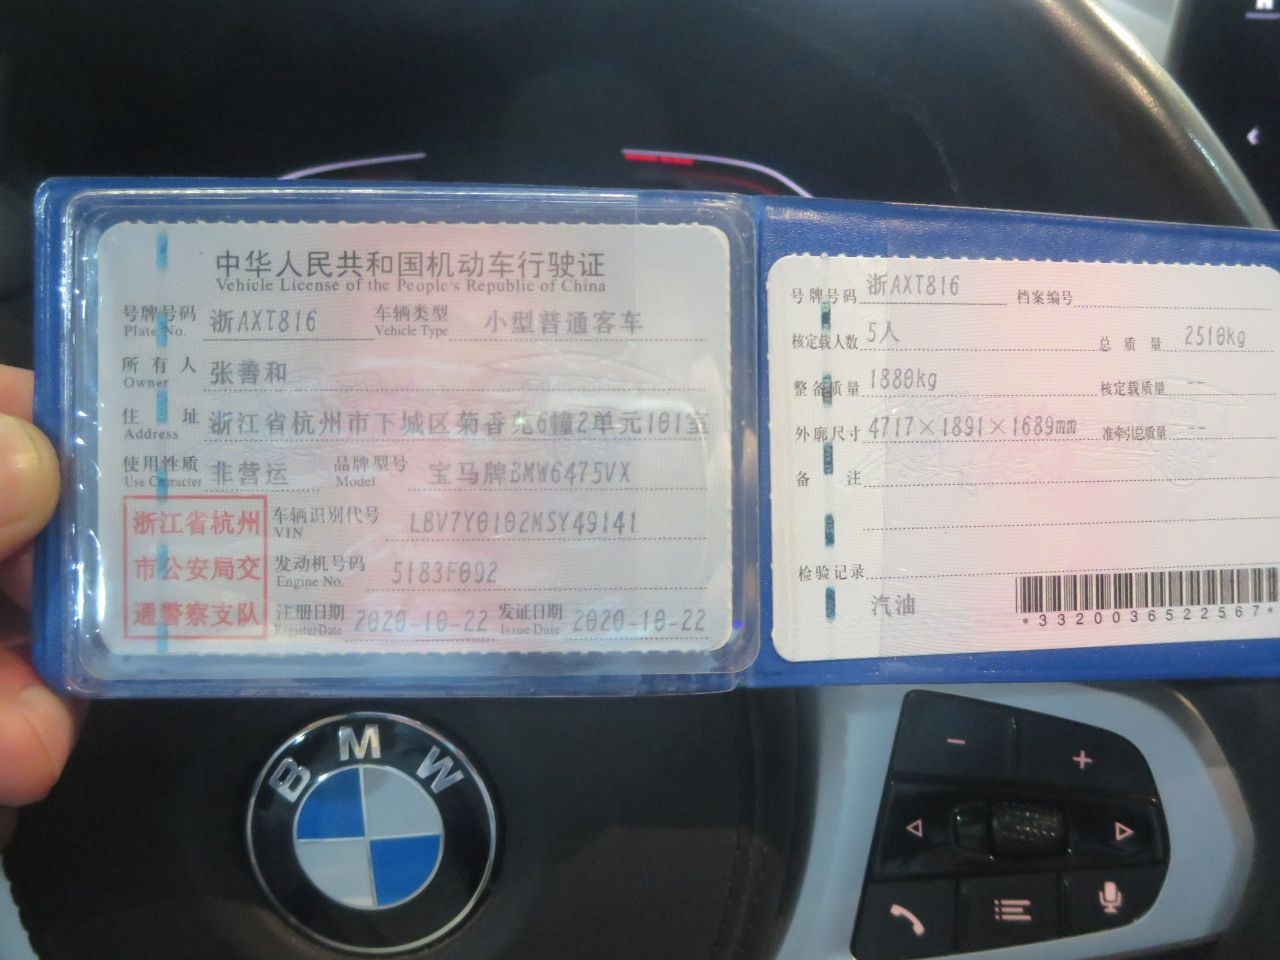 中华人民共和国机动车行驶证
Vehicle License of the People's Republic of China
号牌号码 浙AXT816 车辆类型 小型普通客车
Plate No. Vehicle Type
所有人 张善和
Owner
住址 浙江省杭州市下城区菊香苑6幢2单元101室
Address
使用性质 非营运 品牌型号 宝马牌BMW6475VX
Use Character Model
浙江省杭州
市公安局交
通警察支队
车辆识别代号 LBV7Y0102MSY49141
VIN
发动机号码 5183F092
Engine No.
注册日期 2020-10-22 发证日期 2020-10-22
Register Date Issue Date
号牌号码 浙AXT816 档案编号
核定载人数 5人 总质量 2510kg
整备质量 1880kg 核定载质量 --
外廓尺寸 4717×1891×1689mm 准牵引总质量 --
备注
检验记录
汽油
*3320036522567*
BMW